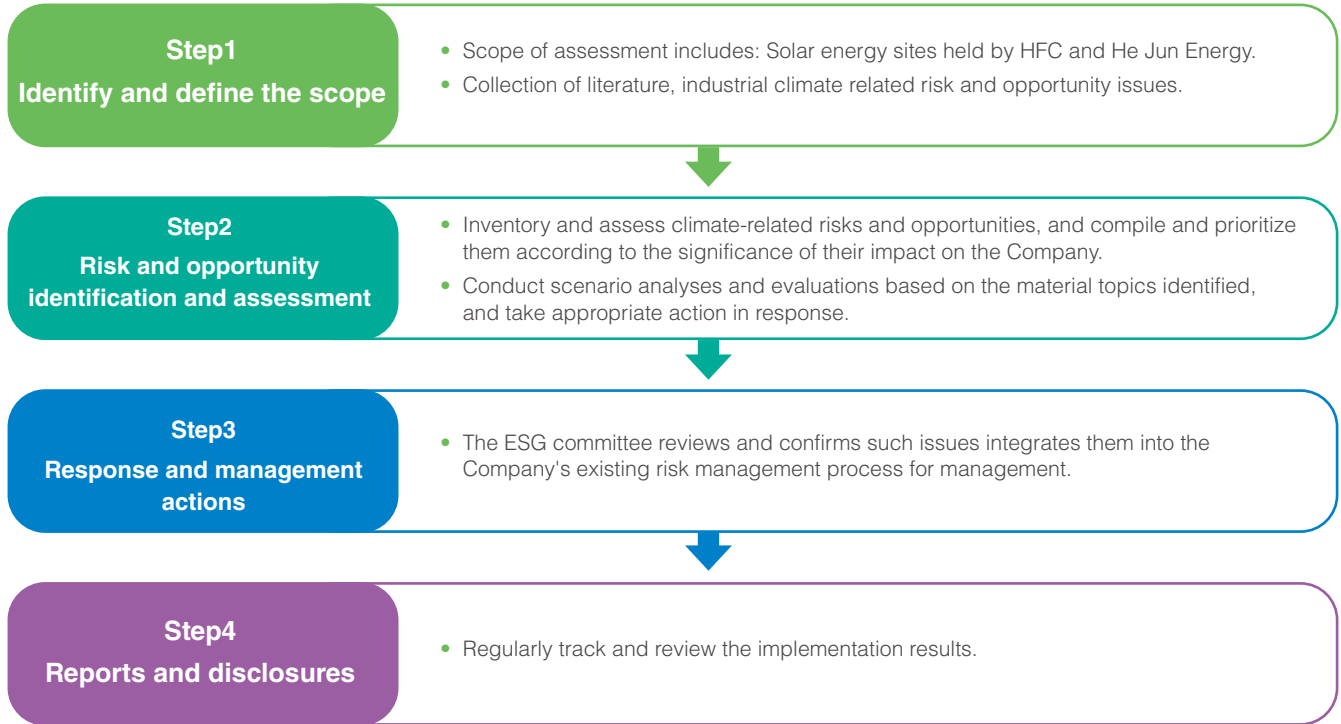 Step1
Identify and define the scope
• Scope of assessment includes: Solar energy sites held by HFC and He Jun Energy.
• Collection of literature, industrial climate related risk and opportunity issues.
Step2
Risk and opportunity
identification and assessment
• Inventory and assess climate-related risks and opportunities, and compile and prioritize
them according to the significance of their impact on the Company.
• Conduct scenario analyses and evaluations based on the material topics identified,
and take appropriate action in response.
Step3
Response and management
actions
• The ESG committee reviews and confirms such issues integrates them into the
Company's existing risk management process for management.
Step4
Reports and disclosures
• Regularly track and review the implementation results.